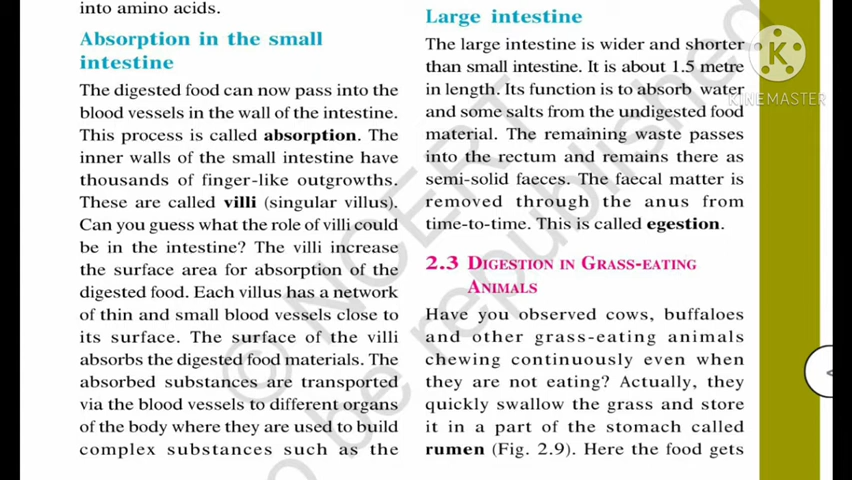 into amino acids.
Absorption in the small
intestine
The digested food can now pass into the
blood vessels in the wall of the intestine.
This process is called absorption. The
inner walls of the small intestine have
thousands of finger-like outgrowths.
These are called villi (singular villus).
Can you guess what the role of villi could
be in the intestine? The villi increase
the surface area for absorption of the
digested food. Each villus has a network
of thin and small blood vessels close to
its surface. The surface of the villi
absorbs the digested food materials. The
absorbed substances are transported
via the blood vessels to different organs
of the body where they are used to build
complex substances such as the
Large intestine
The large intestine is wider and shorter
than small intestine. It is about 1.5 metre
in length. Its function is to absorb water
and some salts from the undigested food
material. The remaining waste passes
into the rectum and remains there as
semi-solid faeces. The faecal matter is
removed through the anus from
time-to-time. This is called egestion.
2.3 DIGESTION IN GRASS-EATING
ANIMALS
Have you observed cows, buffaloes
and other grass-eating animals
chewing continuously even when
they are not eating? Actually, they
quickly swallow the grass and store
it in a part of the stomach called
rumen (Fig. 2.9). Here the food gets
© NCERT
be republished
KINEMASTER